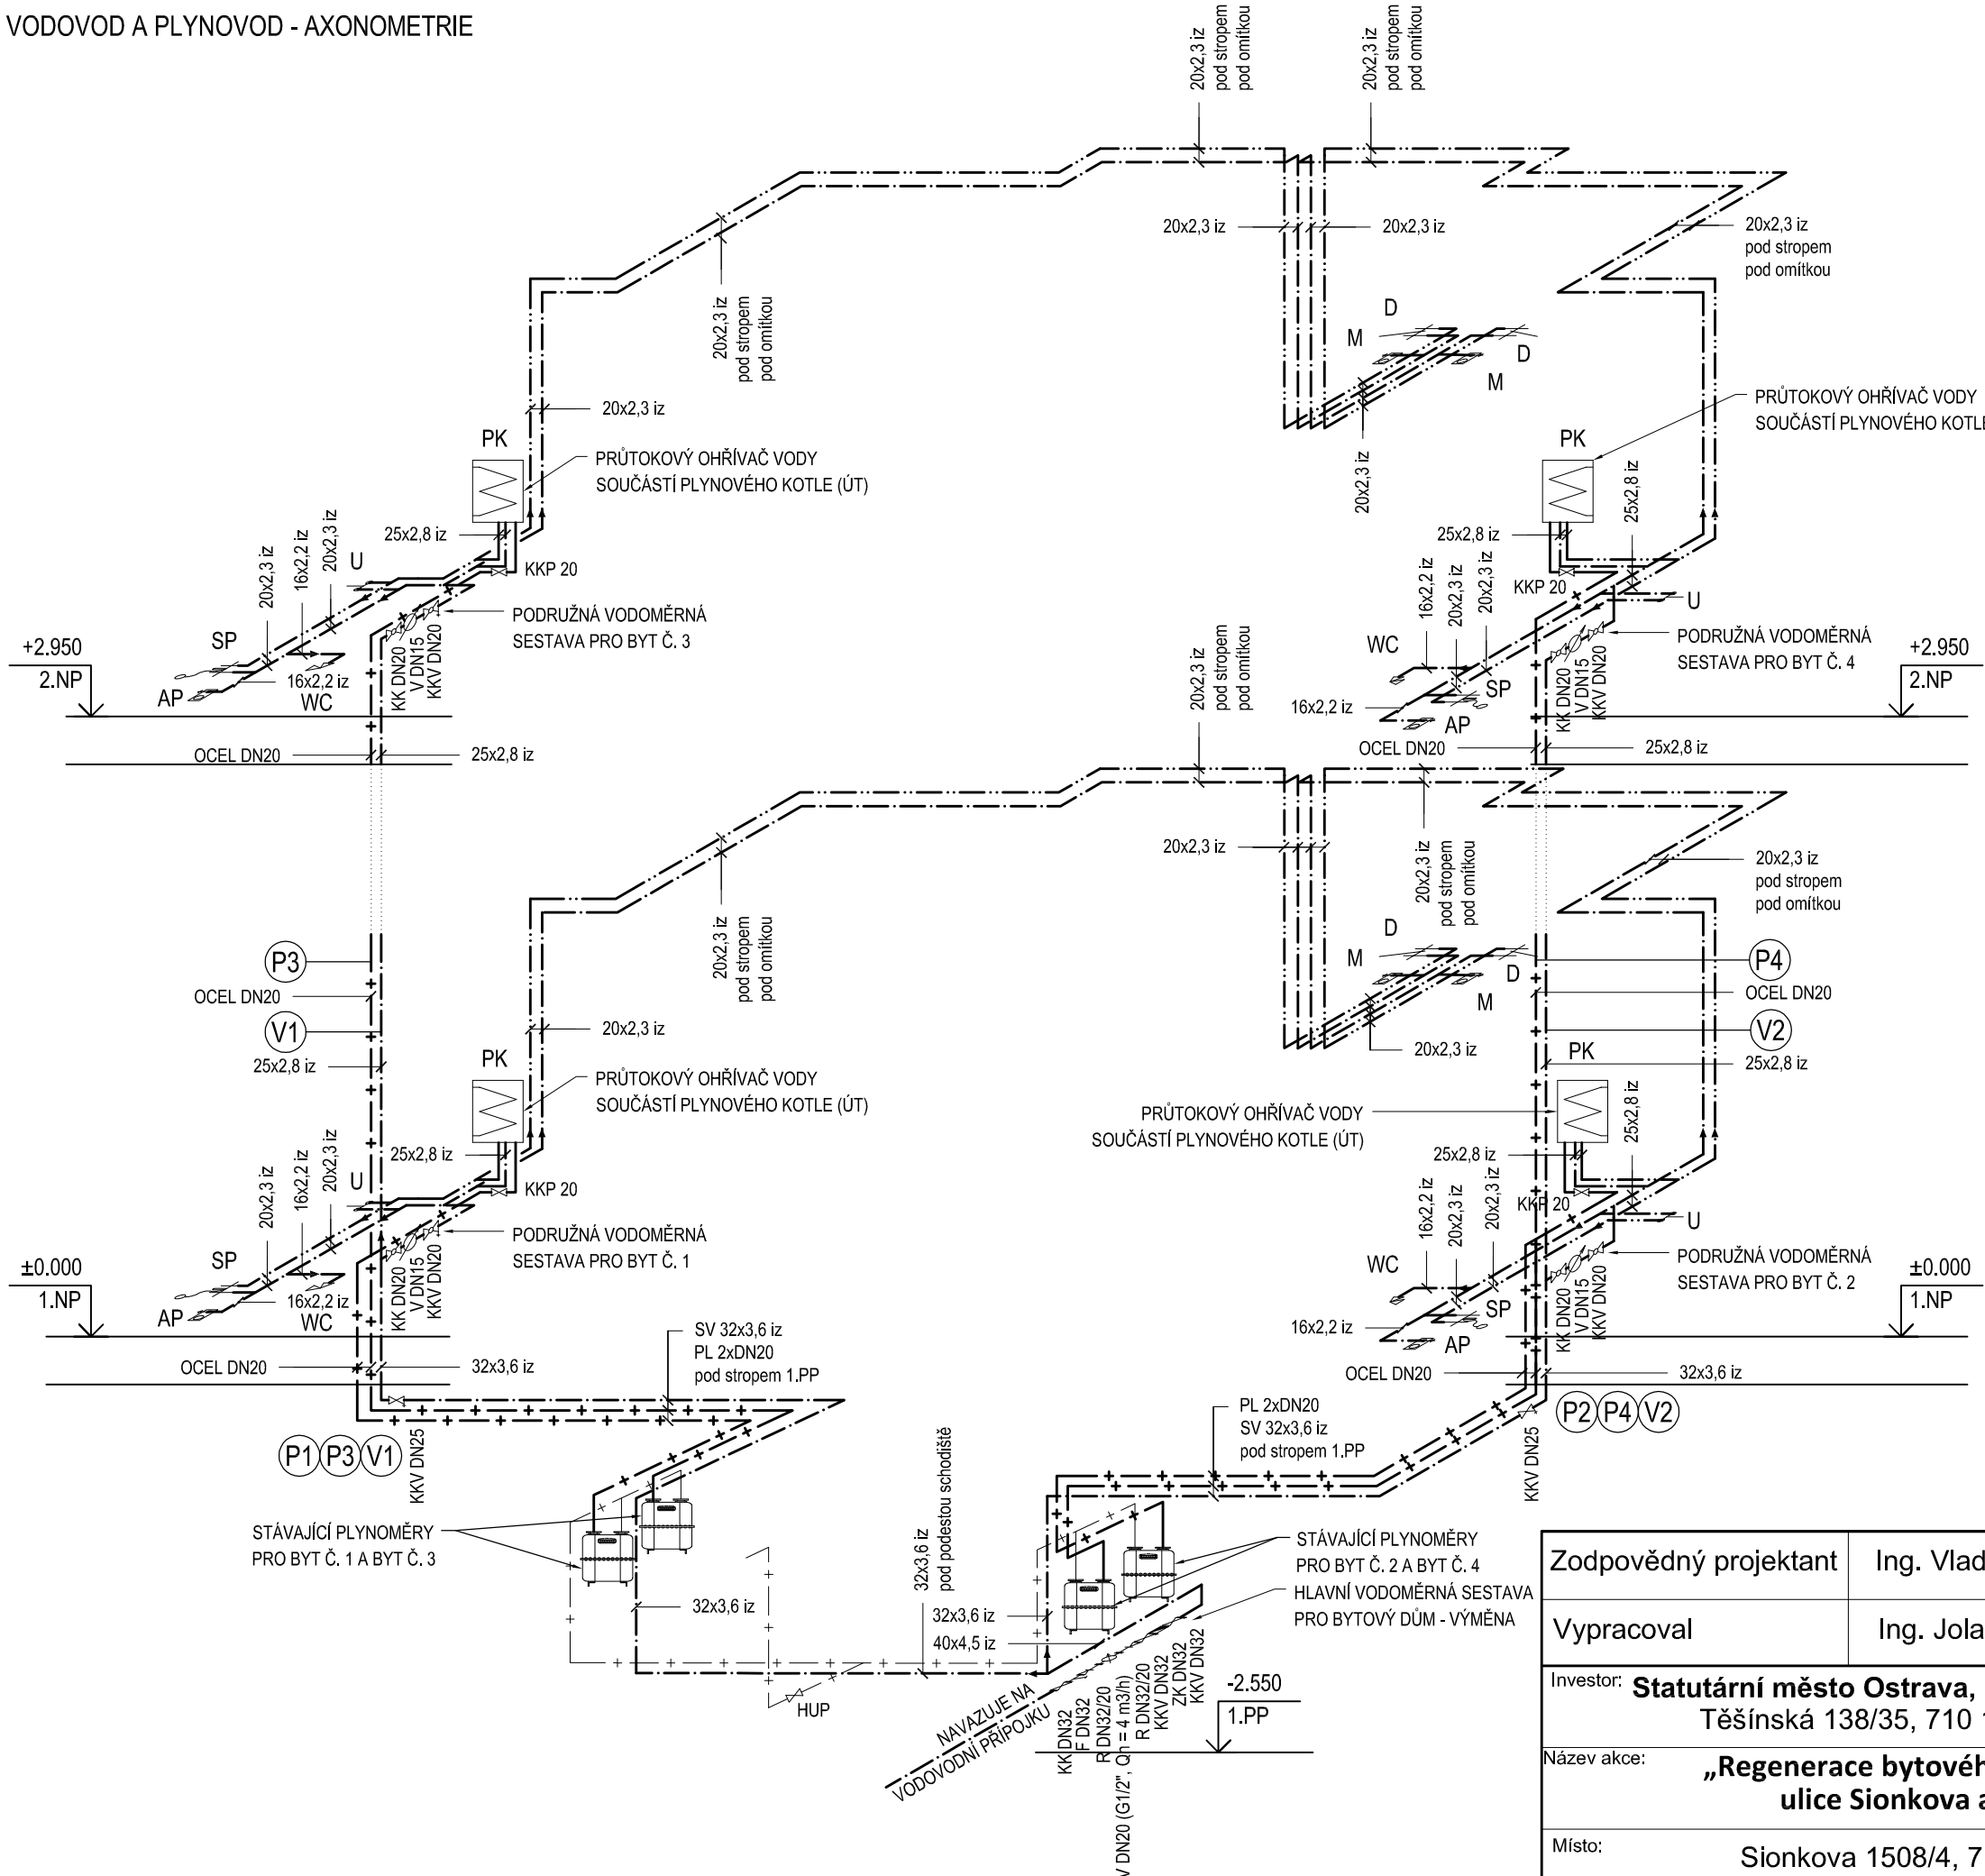 VODOVOD A PLYNOVOD - AXONOMETRIE
20x2,3 iz
pod stropem
pod omítkou
20x2,3 iz
pod stropem
pod omítkou
20x2,3 iz
20x2,3 iz
20x2,3 iz
pod stropem
pod omítkou
20x2,3 iz
pod stropem
pod omítkou
D
M
D
M
20x2,3 iz
20x2,3 iz
PK
PRŮTOKOVÝ OHŘÍVAČ VODY
SOUČÁSTÍ PLYNOVÉHO KOTLE (ÚT)
PRŮTOKOVÝ OHŘÍVAČ VODY
SOUČÁSTÍ PLYNOVÉHO KOTLE
PK
25x2,8 iz
25x2,8 iz
25x2,8 iz
20x2,3 iz
16x2,2 iz
20x2,3 iz
U
KKP 20
PODRUŽNÁ VODOMĚRNÁ
SESTAVA PRO BYT Č. 3
SP
AP
16x2,2 iz
WC
KK DN20
V DN15
KKV DN20
+2.950
2.NP
OCEL DN20
25x2,8 iz
16x2,2 iz
20x2,3 iz
20x2,3 iz
KKP 20
U
WC
SP
AP
16x2,2 iz
PODRUŽNÁ VODOMĚRNÁ
SESTAVA PRO BYT Č. 4
KK DN20
V DN15
KKV DN20
+2.950
2.NP
OCEL DN20
25x2,8 iz
20x2,3 iz
pod stropem
pod omítkou
20x2,3 iz
20x2,3 iz
pod stropem
pod omítkou
20x2,3 iz
pod stropem
pod omítkou
20x2,3 iz
pod stropem
pod omítkou
D
M
D
M
20x2,3 iz
P3
OCEL DN20
V1
25x2,8 iz
20x2,3 iz
P4
OCEL DN20
V2
25x2,8 iz
PK
PRŮTOKOVÝ OHŘÍVAČ VODY
SOUČÁSTÍ PLYNOVÉHO KOTLE (ÚT)
PRŮTOKOVÝ OHŘÍVAČ VODY
SOUČÁSTÍ PLYNOVÉHO KOTLE (ÚT)
PK
25x2,8 iz
25x2,8 iz
25x2,8 iz
20x2,3 iz
16x2,2 iz
20x2,3 iz
U
KKP 20
PODRUŽNÁ VODOMĚRNÁ
SESTAVA PRO BYT Č. 1
SP
AP
16x2,2 iz
WC
KK DN20
V DN15
KKV DN20
±0.000
1.NP
OCEL DN20
32x3,6 iz
16x2,2 iz
20x2,3 iz
20x2,3 iz
KKP 20
U
WC
SP
AP
16x2,2 iz
PODRUŽNÁ VODOMĚRNÁ
SESTAVA PRO BYT Č. 2
KK DN20
V DN15
KKV DN20
±0.000
1.NP
OCEL DN20
32x3,6 iz
SV 32x3,6 iz
PL 2xDN20
pod stropem 1.PP
P1 P3 V1
KKV DN25
PL 2xDN20
SV 32x3,6 iz
pod stropem 1.PP
P2 P4 V2
KKV DN25
STÁVAJÍCÍ PLYNOMĚRY
PRO BYT Č. 1 A BYT Č. 3
32x3,6 iz
32x3,6 iz
pod podestou schodiště
32x3,6 iz
40x4,5 iz
STÁVAJÍCÍ PLYNOMĚRY
PRO BYT Č. 2 A BYT Č. 4
HLAVNÍ VODOMĚRNÁ SESTAVA
PRO BYTOVÝ DŮM - VÝMĚNA
HUP
NAVAZUJE NA
VODOVODNÍ PŘÍPOJKU
KK DN32
F DN32
R DN32/20
V DN20 (G1/2", Qn = 4 m3/h)
R DN32/20
KKV DN32
ZK DN32
KKV DN32
-2.550
1.PP
Zodpovědný projektant Ing. Vlad
Vypracoval Ing. Jola
Investor: Statutární město Ostrava,
Těšínská 138/35, 710
Název akce: „Regenerace bytovéh
ulice Sionkova a
Místo: Sionkova 1508/4, 7